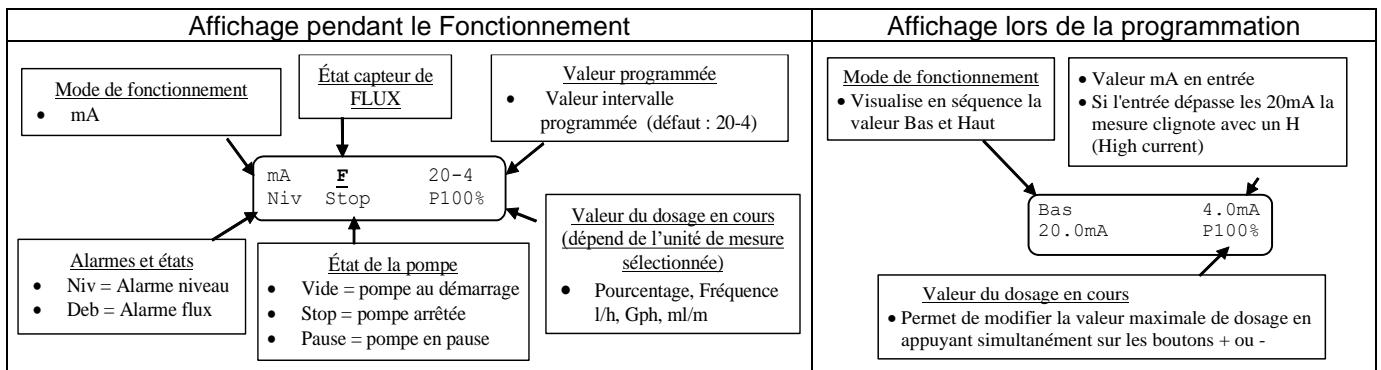 Affichage pendant le Fonctionnement
Mode de fonctionnement
• mA
État capteur de
FLUX
Valeur programmée
• Valeur intervalle
programmée (défaut : 20-4)
mA F 20-4
Niv Stop P100%
Alarmes et états
• Niv = Alarme niveau
• Deb = Alarme flux
État de la pompe
• Vide = pompe au démarrage
• Stop = pompe arrêtée
• Pause = pompe en pause
Valeur du dosage en cours
(dépend de l’unité de mesure
sélectionnée)
• Pourcentage, Fréquence
l/h, Gph, ml/m
Affichage lors de la programmation
Mode de fonctionnement
• Visualise en séquence la
valeur Bas et Haut
• Valeur mA en entrée
• Si l'entrée dépasse les 20mA la
mesure clignote avec un H
(High current)
Bas 4.0mA
20.0mA P100%
Valeur du dosage en cours
• Permet de modifier la valeur maximale de dosage en
appuyant simultanément sur les boutons + ou -